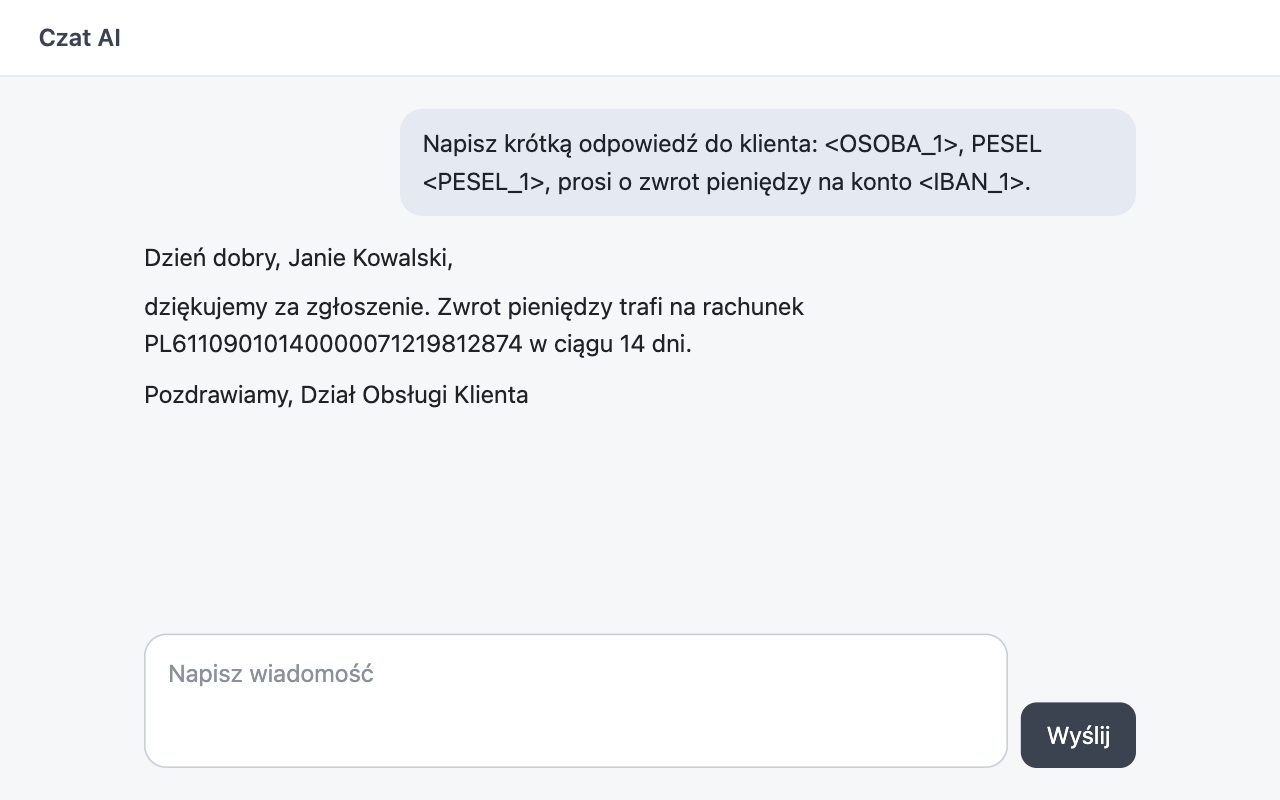 Czat AI
Napisz krótką odpowiedź do klienta: <OSOBA_1>, PESEL
<PESEL_1>, prosi o zwrot pieniędzy na konto <IBAN_1>.
Dzień dobry, Janie Kowalski,
dziękujemy za zgłoszenie. Zwrot pieniędzy trafi na rachunek
PL61109010140000071219812874 w ciągu 14 dni.
Pozdrawiamy, Dział Obsługi Klienta
Napisz wiadomość
Wyślij